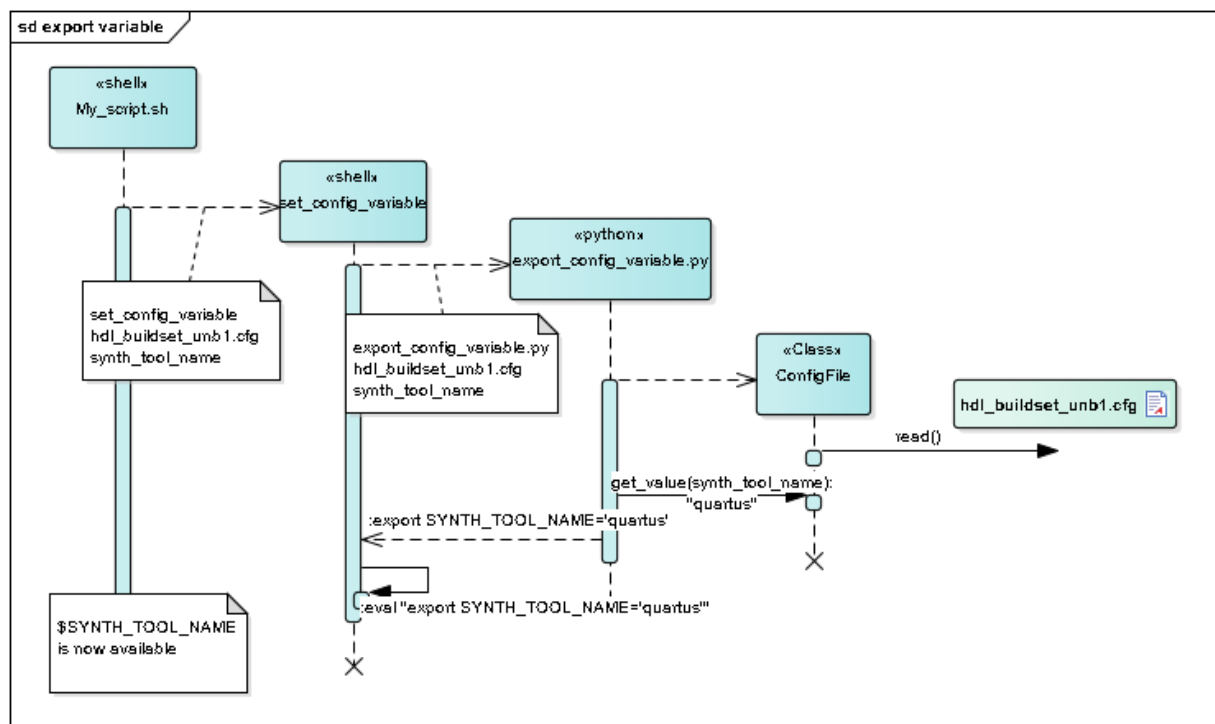 sd export variable
«shell»
My_script.sh
«shell»
set_config_variable
«python»
export_config_variable.py
set_config_variable
hdl_buildset_unb1.cfg
synth_tool_name
export_config_variable.py
hdl_buildset_unb1.cfg
synth_tool_name
«Class»
ConfigFile
hdl_buildset_unb1.cfg
read()
get_value(synth_tool_name):
"quartus"
:export SYNTH_TOOL_NAME='quartus'
:eval "export SYNTH_TOOL_NAME='quartus'"
$SYNTH_TOOL_NAME
is now available